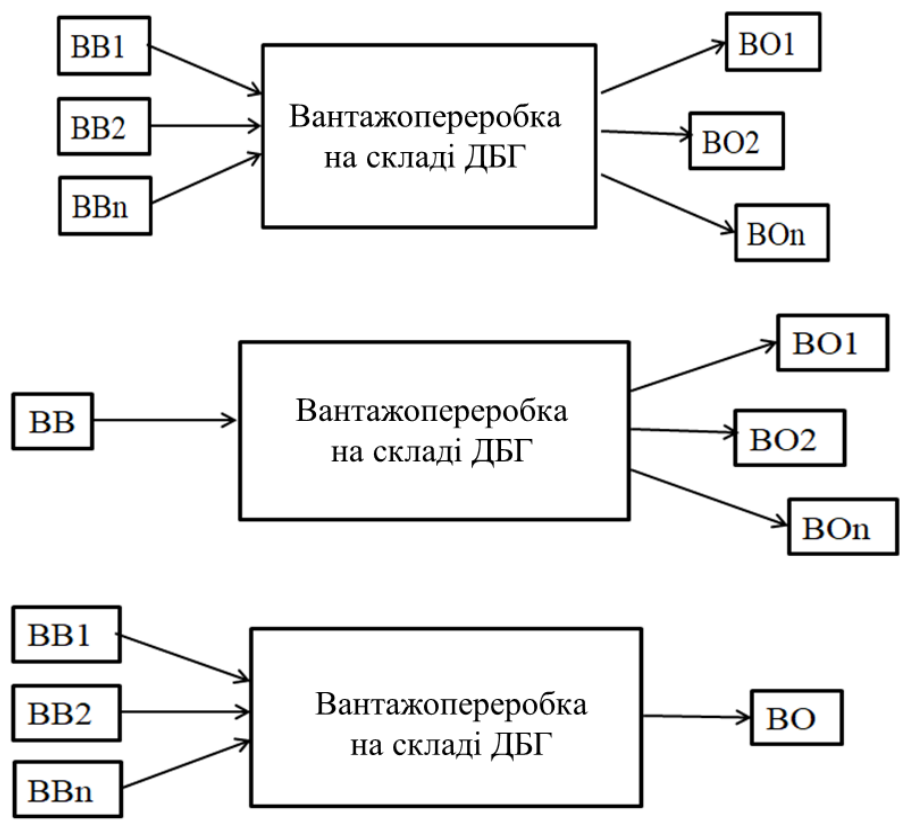 ВВ1
ВВ2
ВВn
Вантажопереробка
на складі ДБГ
ВО1
ВО2
ВОn
ВВ
Вантажопереробка
на складі ДБГ
ВО1
ВО2
ВОn
ВВ1
ВВ2
ВВn
Вантажопереробка
на складі ДБГ
ВО